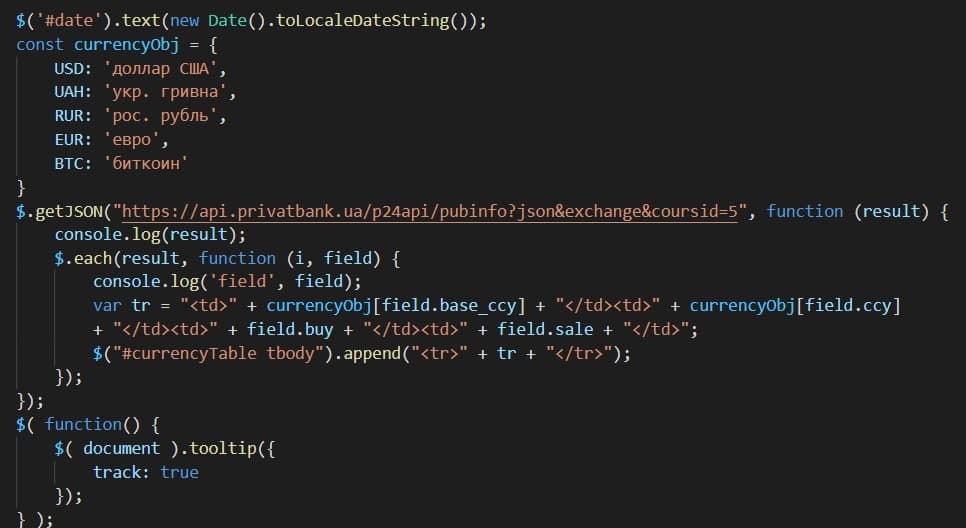 $('#date').text(new Date().toLocaleDateString());
const currencyObj = {
    USD: 'доллар США',
    UAH: 'укр. гривна',
    RUR: 'рос. рубль',
    EUR: 'евро',
    BTC: 'биткоин'
}
$.getJSON("https://api.privatbank.ua/p24api/pubinfo?json&exchange&coursid=5", function (result) {
    console.log(result);
    $.each(result, function (i, field) {
        console.log('field', field);
        var tr = "<td>" + currencyObj[field.base_ccy] + "</td><td>" + currencyObj[field.ccy]
        + "</td><td>" + field.buy + "</td><td>" + field.sale + "</td>";
        $("#currencyTable tbody").append("<tr>" + tr + "</tr>");
    });
});
$( function() {
    $( document ).tooltip({
        track: true
    });
} );